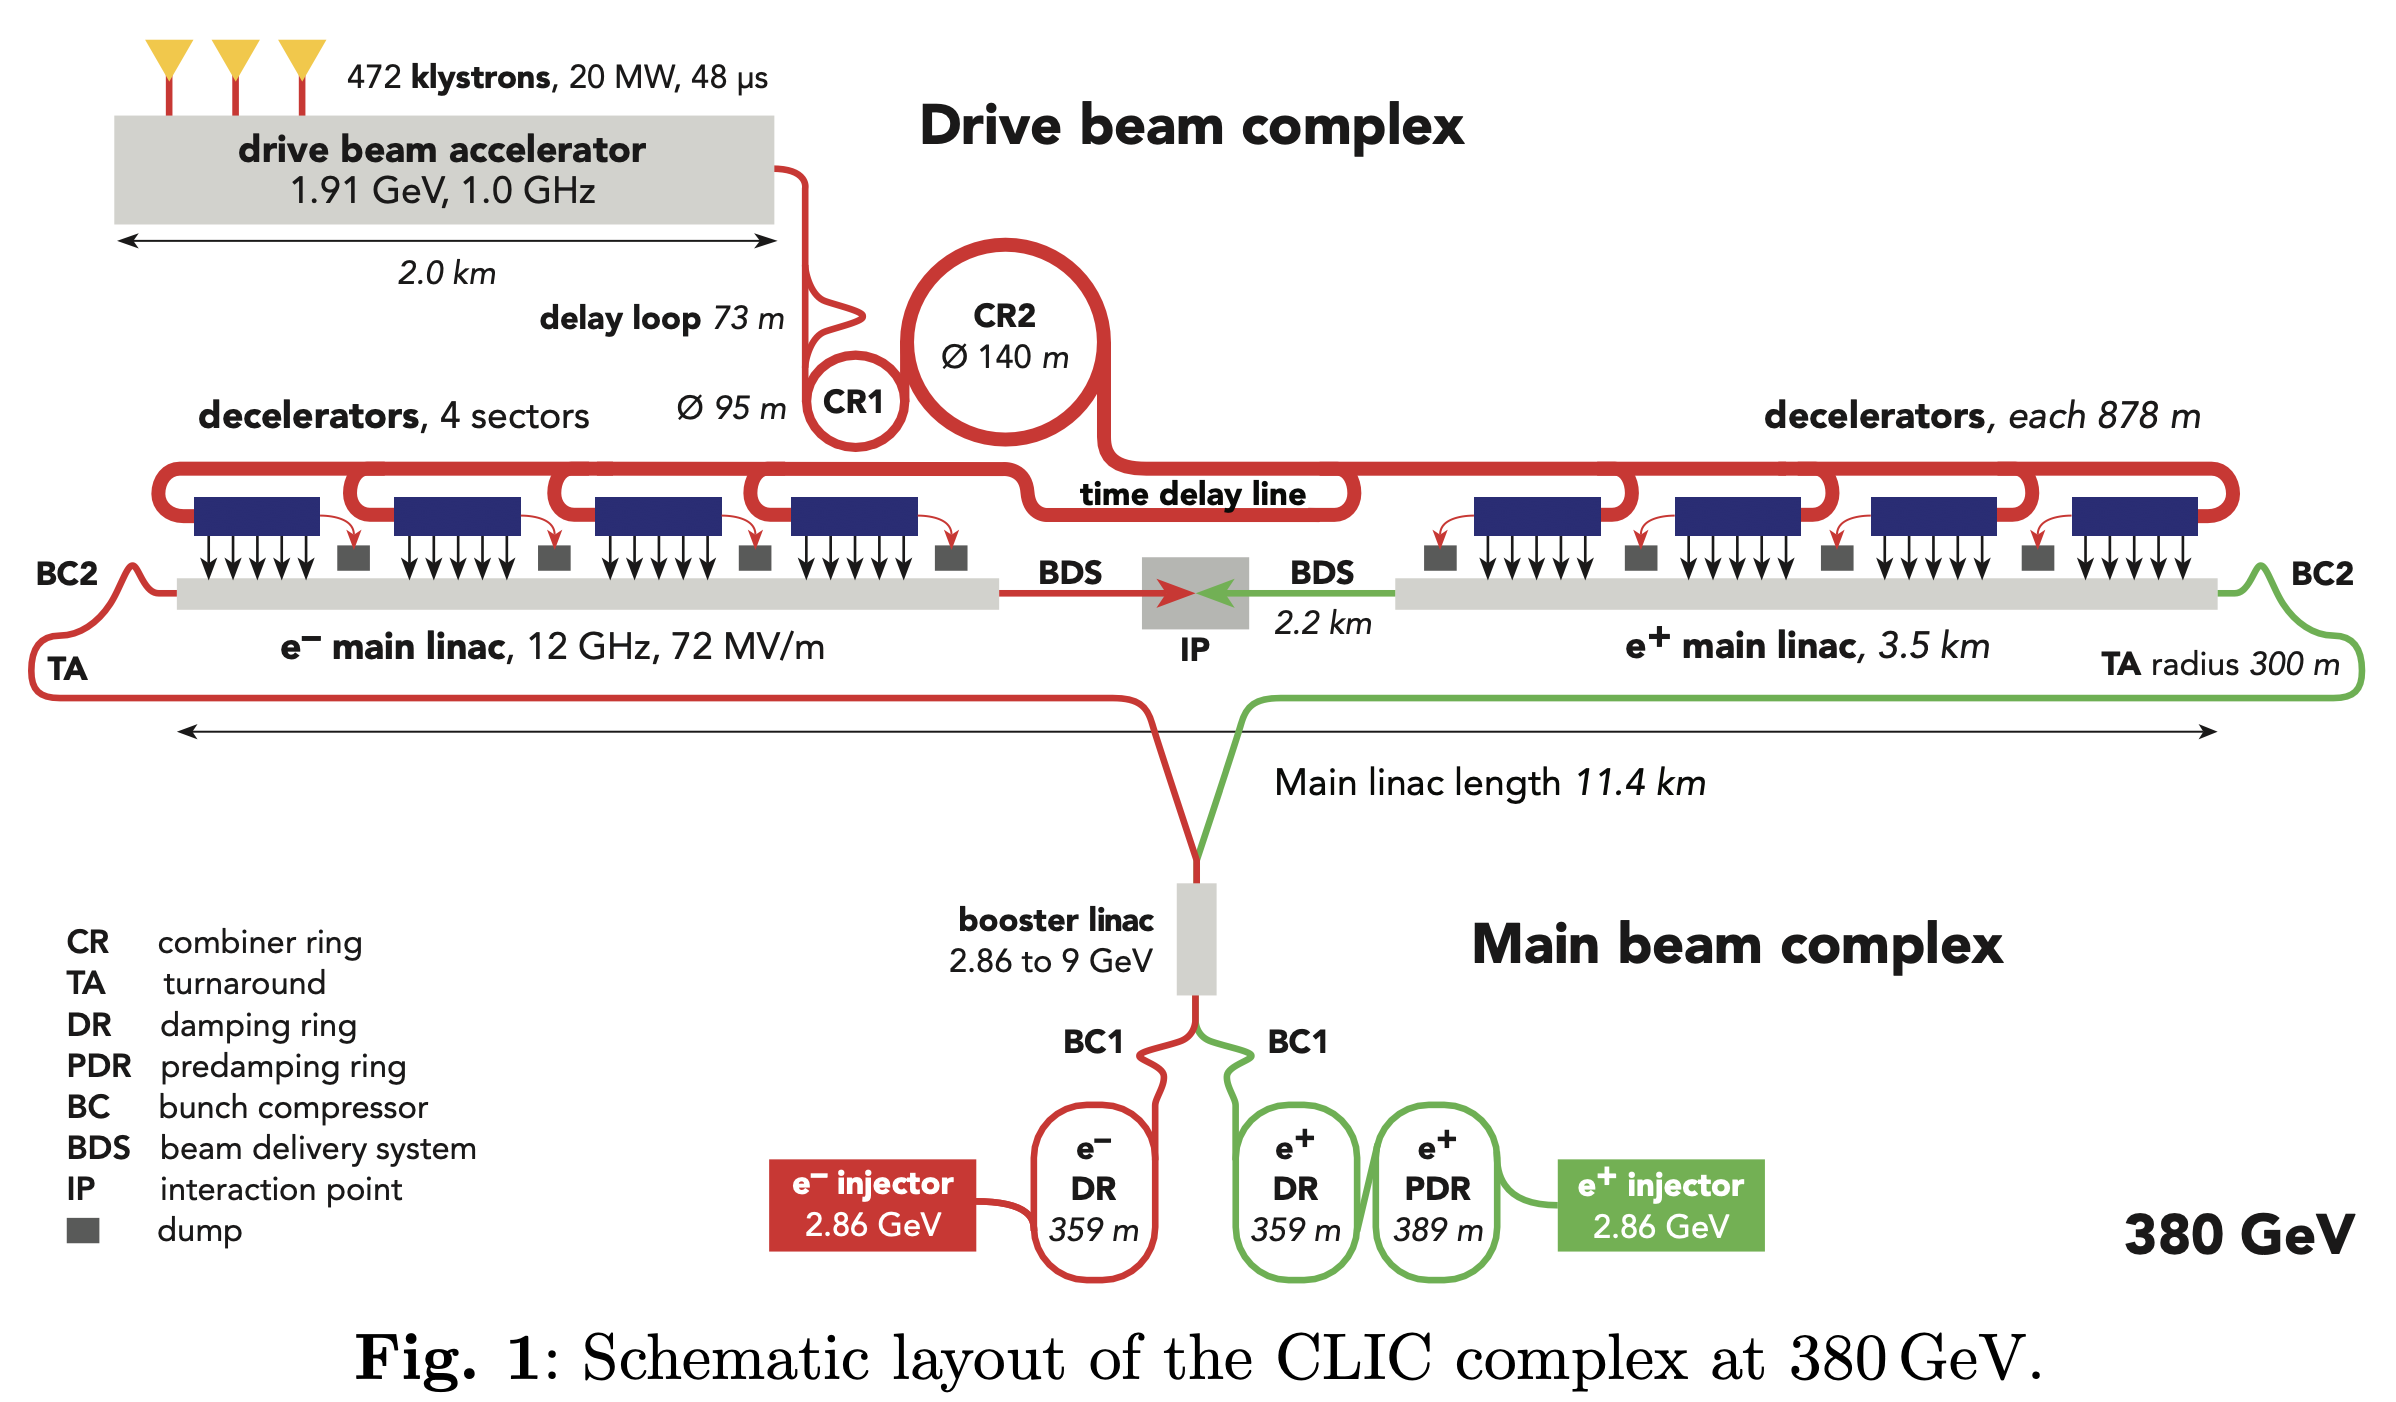 472 klystrons, 20 MW, 48 µs
Drive beam complex
drive beam accelerator
1.91 GeV, 1.0 GHz
2.0 km
delay loop 73 m
CR2
Ø 140 m
CR1
Ø 95 m
decelerators, 4 sectors
decelerators, each 878 m
time delay line
BC2
BDS
BDS
BC2
2.2 km
IP
e– main linac, 12 GHz, 72 MV/m
e+ main linac, 3.5 km
TA
TA radius 300 m
Main linac length 11.4 km
booster linac
2.86 to 9 GeV
Main beam complex
CR combiner ring
TA turnaround
DR damping ring
PDR predamping ring
BC bunch compressor
BDS beam delivery system
IP interaction point
dump
BC1
BC1
e– injector
2.86 GeV
e–
DR
359 m
e+
DR
359 m
e+
PDR
389 m
e+ injector
2.86 GeV
380 GeV
Fig. 1: Schematic layout of the CLIC complex at 380 GeV.